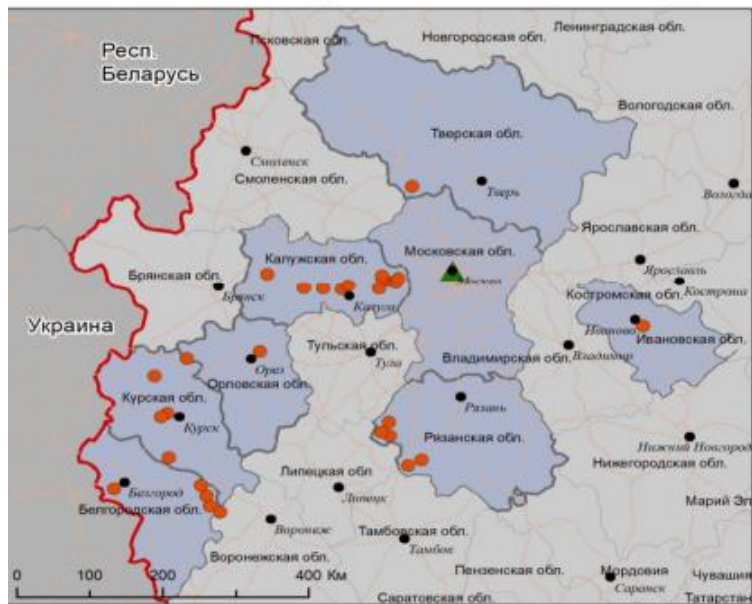 Ленинградская обл.
Псковская обл.
Новгородская обл.
Респ.
Беларусь
Вологодская обл.
Тверская обл.
Смоленск
Смоленская обл.
Тверь
Вологда
Ярославская обл.
Московская обл.
Калужская обл.
Брянская обл.
Ярославль
Москва
Брянск
Калуга
Костромская обл.
Кострома
Украина
Иваново
Ивановская обл.
Тульская обл.
Владимирская обл.
Владимир
Орел
Тула
Орловская обл.
Курская обл.
Рязань
Курск
Рязанская обл.
Нижний Новгород
Липецкая обл
Нижегородская обл.
Белгород
Липецк
Марий Эл
Белгородская обл.
Воронеж
Тамбовская обл.
Тамбов
Воронежская обл.
Пензенская обл.
Мордовия
Чувашия
0 100 200 400 Км
Саранск
Саратовская обл.
Татарстан